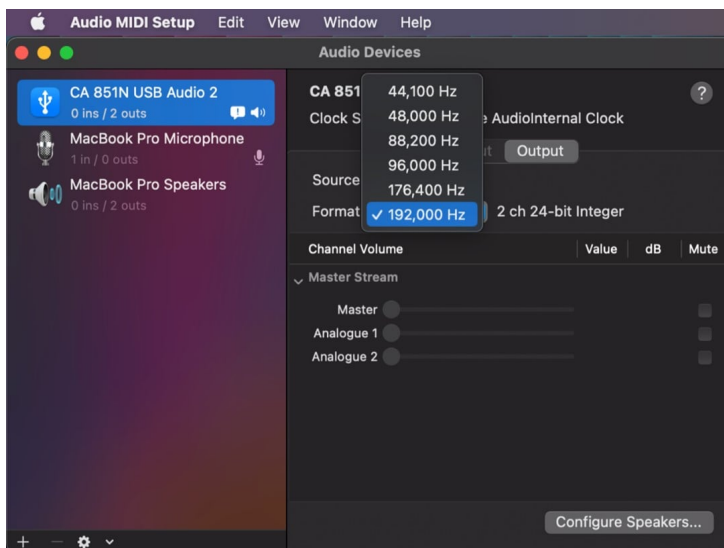 Audio MIDI Setup Edit View Window Help
Audio Devices
CA 851N USB Audio 2
0 ins / 2 outs
MacBook Pro Microphone
1 in / 0 outs
MacBook Pro Speakers
0 ins / 2 outs
CA 851
?
Clock S
e AudioInternal Clock
44,100 Hz
48,000 Hz
88,200 Hz
96,000 Hz
176,400 Hz
✓ 192,000 Hz
Output
Source
Format
2 ch 24-bit Integer
Channel Volume Value dB Mute
Master Stream
Master
Analogue 1
Analogue 2
Configure Speakers...